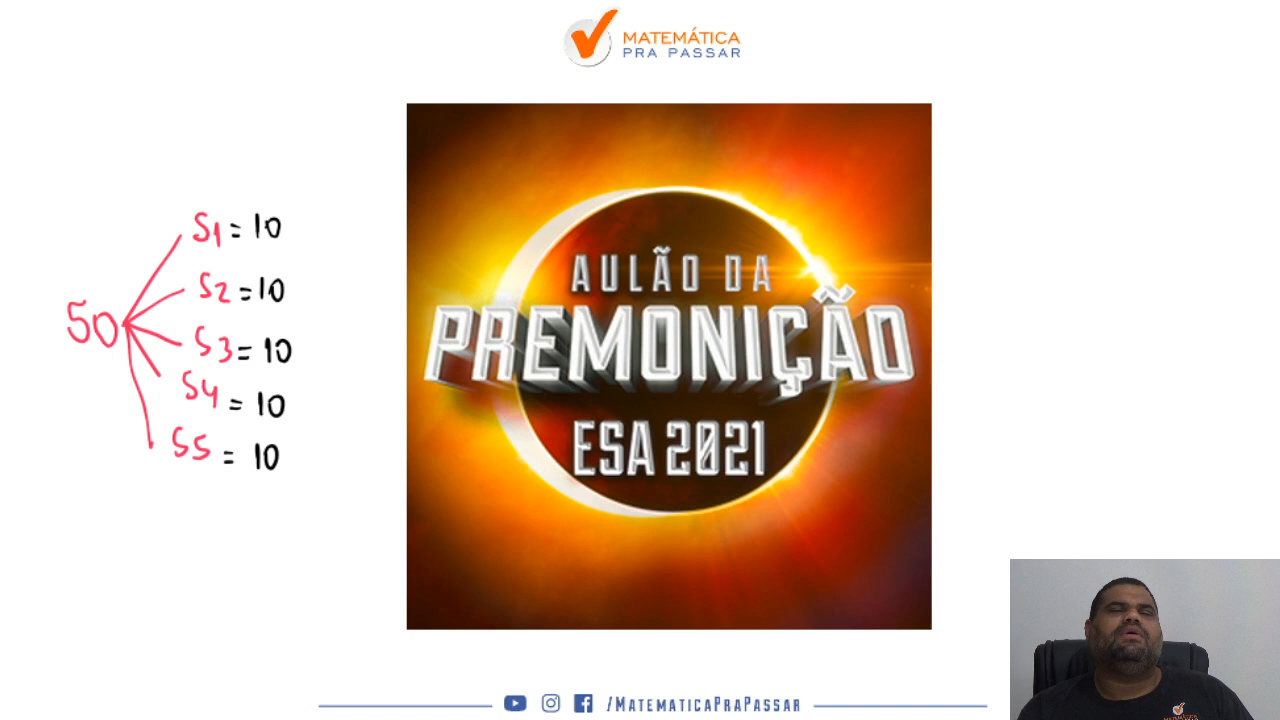 MATEMÁTICA
PRA PASSAR
50
S1 = 10
S2 = 10
S3 = 10
S4 = 10
S5 = 10
AULÃO DA
PREMONIÇÃO
ESA 2021
/MATEMATICAPRAPASSAR